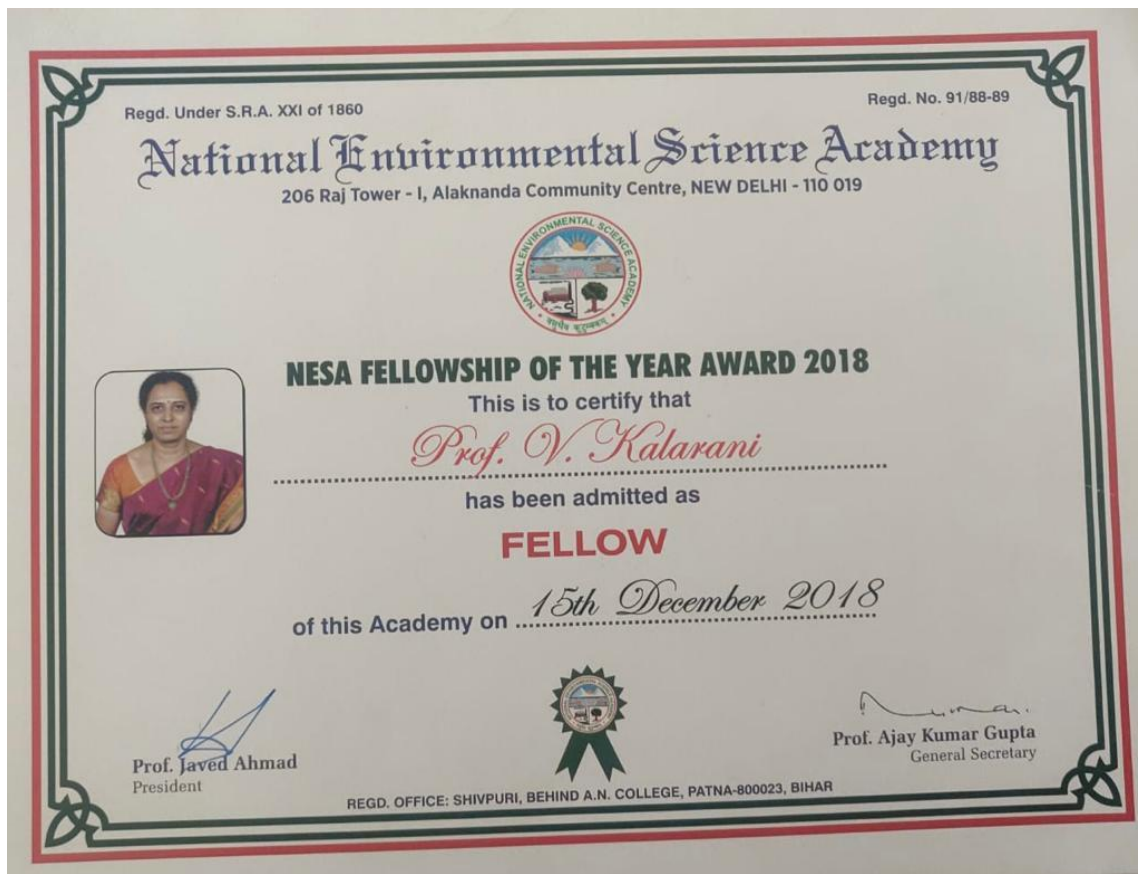 Regd. Under S.R.A. XXI of 1860
Regd. No. 91/88-89
National Environmental Science Academy
206 Raj Tower - I, Alaknanda Community Centre, NEW DELHI - 110 019
NATIONAL ENVIRONMENTAL SCIENCE ACADEMY
वसुधैव कुटुम्बकम्
NESA FELLOWSHIP OF THE YEAR AWARD 2018
This is to certify that
Prof. V. Kalarani
has been admitted as
FELLOW
of this Academy on 15th December 2018
Prof. Javed Ahmad
President
Prof. Ajay Kumar Gupta
General Secretary
REGD. OFFICE: SHIVPURI, BEHIND A.N. COLLEGE, PATNA-800023, BIHAR